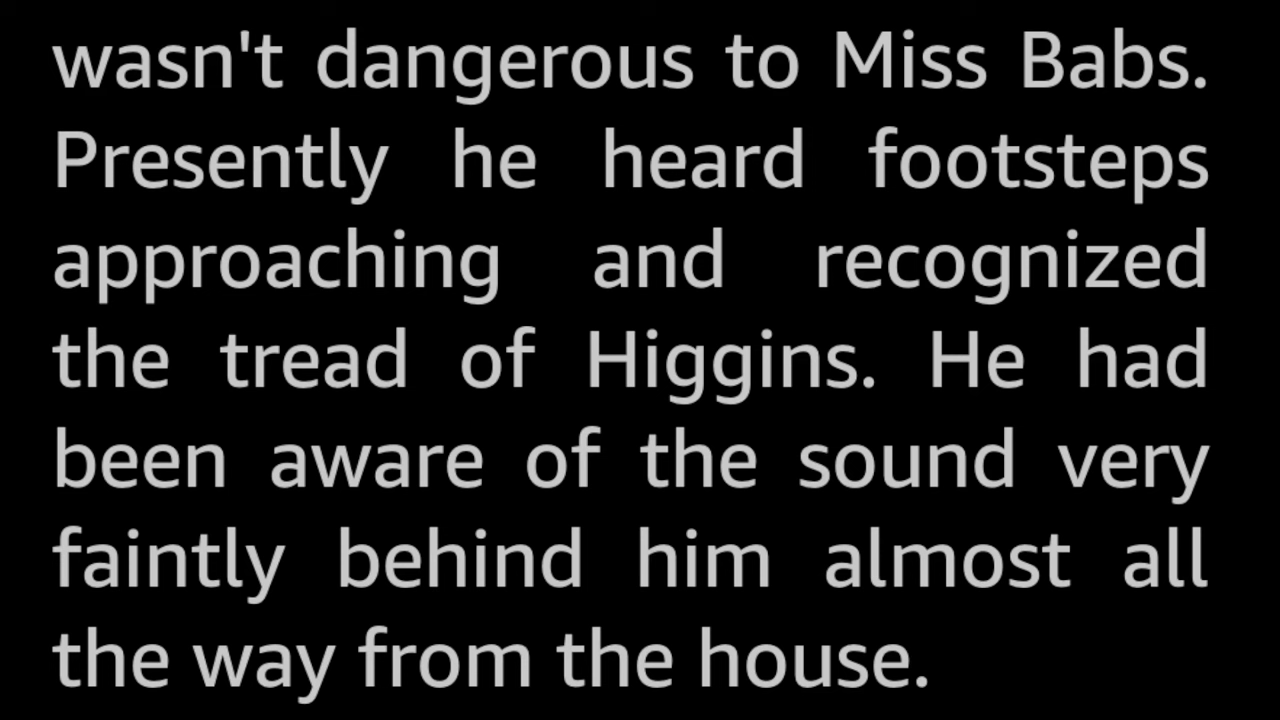 wasn't dangerous to Miss Babs.
Presently he heard footsteps
approaching and recognized
the tread of Higgins. He had
been aware of the sound very
faintly behind him almost all
the way from the house.